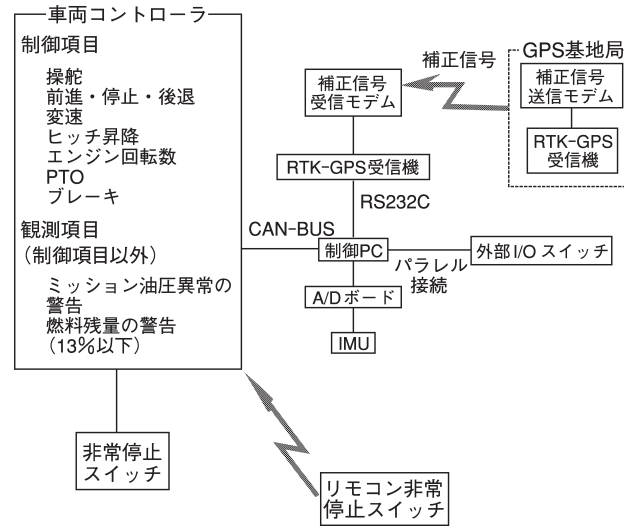 車両コントローラ
制御項目
操舵
前進・停止・後退
変速
ヒッチ昇降
エンジン回転数
PTO
ブレーキ
観測項目
(制御項目以外)
ミッション油圧異常の
警告
燃料残量の警告
(13%以下)
非常停止
スイッチ
リモコン非常
停止スイッチ
CAN-BUS
補正信号
受信モデム
RTK-GPS受信機
RS232C
制御PC
A/Dボード
IMU
パラレル
接続
外部I/Oスイッチ
補正信号
GPS基地局
補正信号
送信モデム
RTK-GPS
受信機